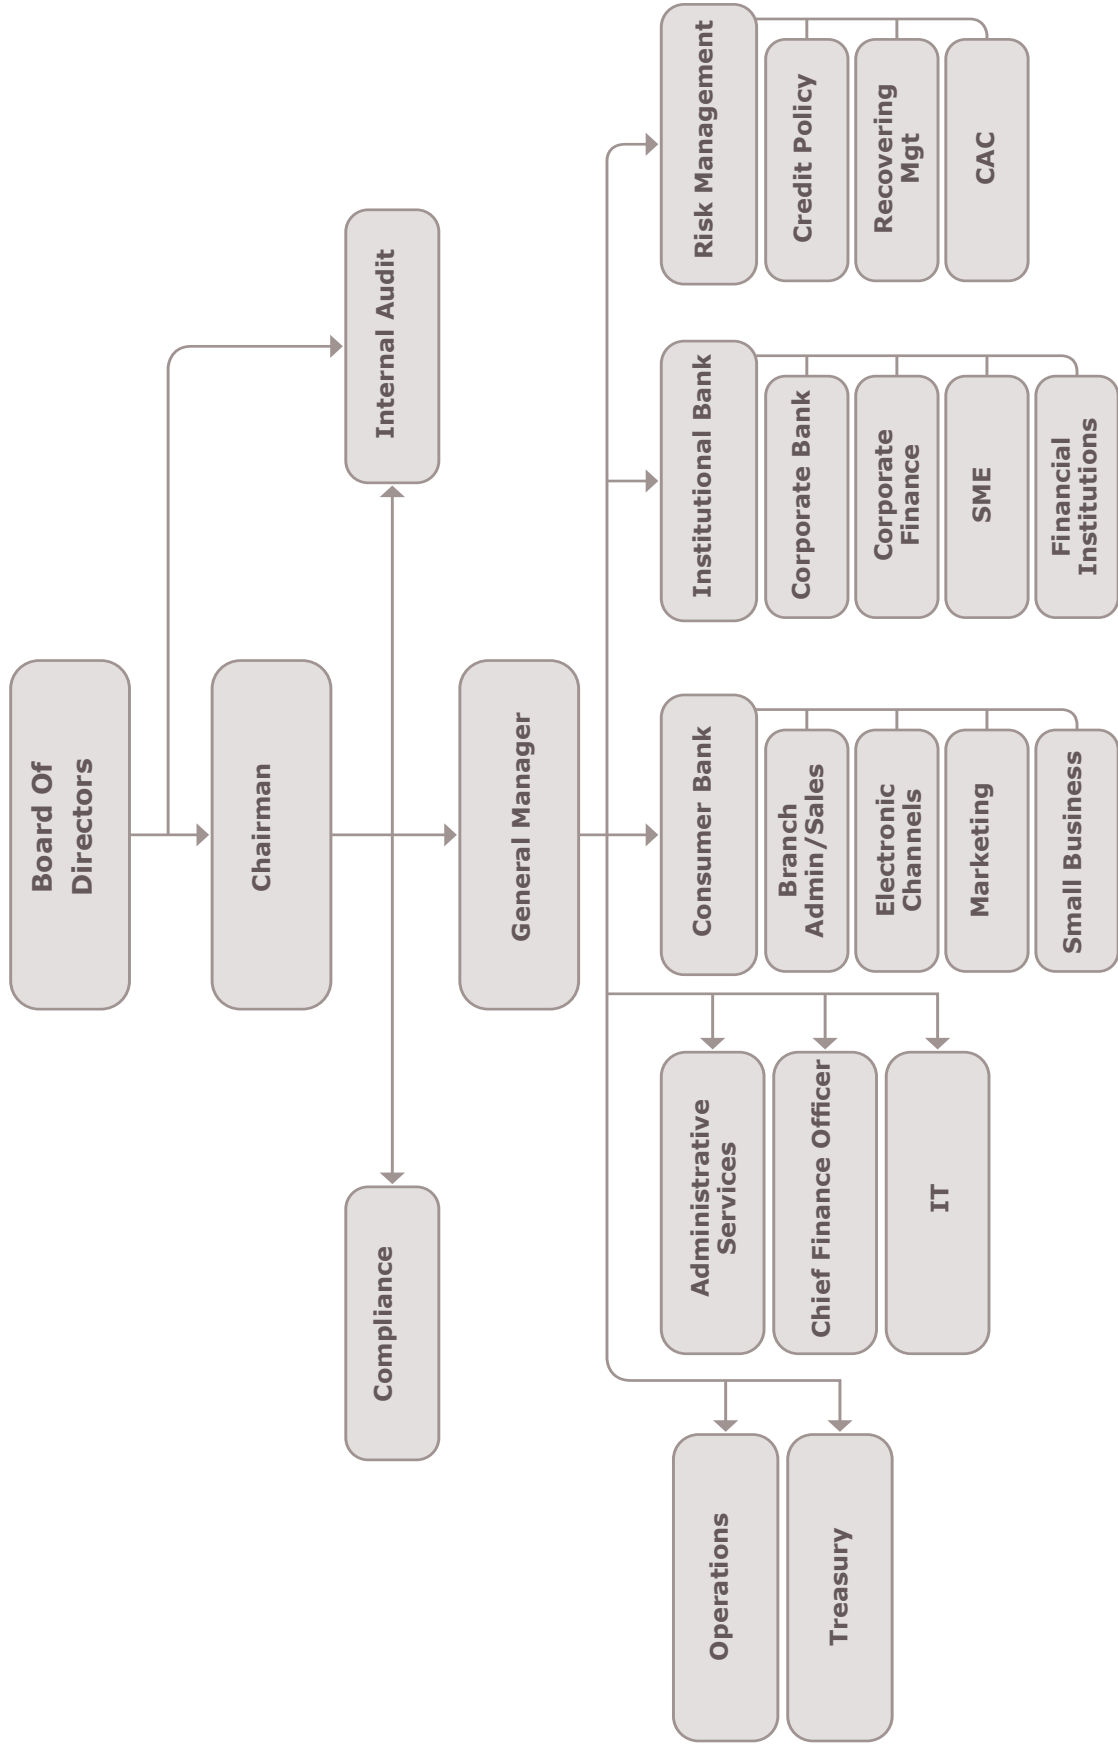 Board Of
Directors
Chairman
Compliance
Internal Audit
General Manager
Operations
Treasury
Administrative
Services
Chief Finance Officer
IT
Consumer Bank
Branch
Admin/Sales
Electronic
Channels
Marketing
Small Business
Institutional Bank
Corporate Bank
Corporate
Finance
SME
Financial
Institutions
Risk Management
Credit Policy
Recovering
Mgt
CAC